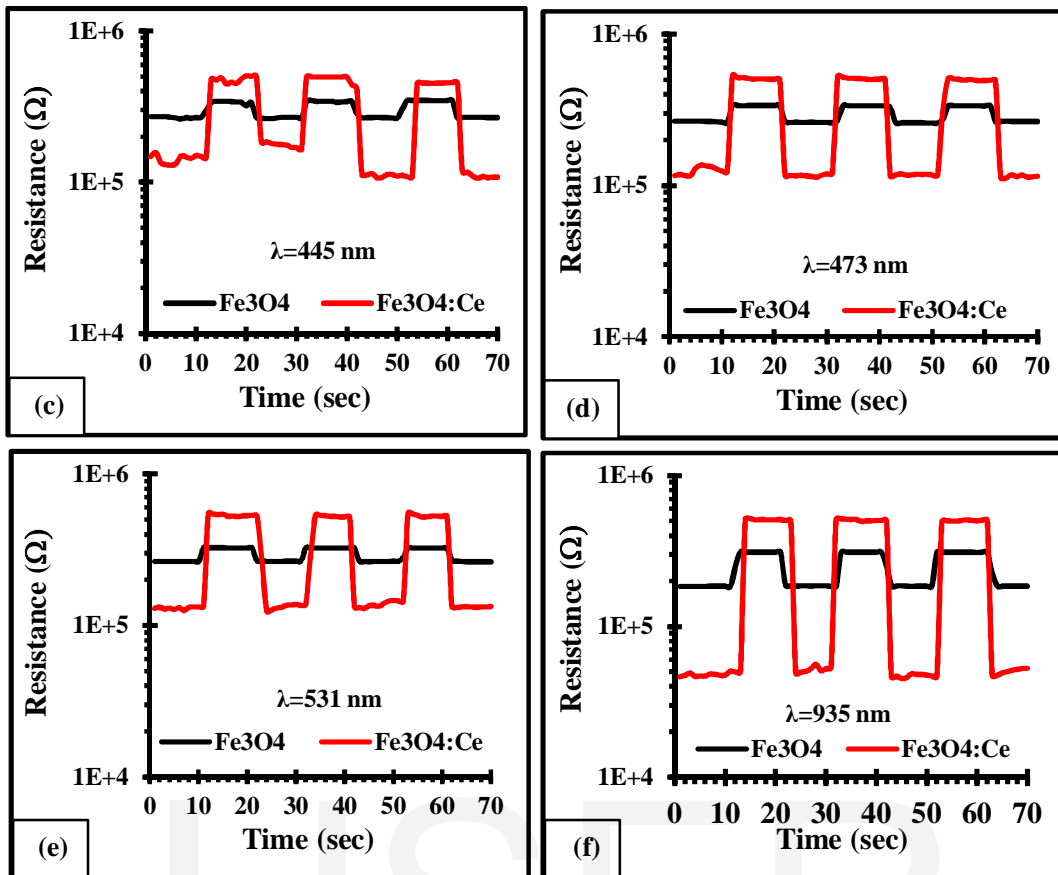 1E+6
1E+5
1E+4
Resistance (Ω)
λ=445 nm
Fe3O4 Fe3O4:Ce
0 10 20 30 40 50 60 70
Time (sec)
(c)
1E+6
1E+5
1E+4
Resistance (Ω)
λ=473 nm
Fe3O4 Fe3O4:Ce
0 10 20 30 40 50 60 70
Time (sec)
(d)
1E+6
1E+5
1E+4
Resistance (Ω)
λ=531 nm
Fe3O4 Fe3O4:Ce
0 10 20 30 40 50 60 70
Time (sec)
(e)
1E+6
1E+5
1E+4
Resistance (Ω)
λ=935 nm
Fe3O4 Fe3O4:Ce
0 10 20 30 40 50 60 70
Time (sec)
(f)